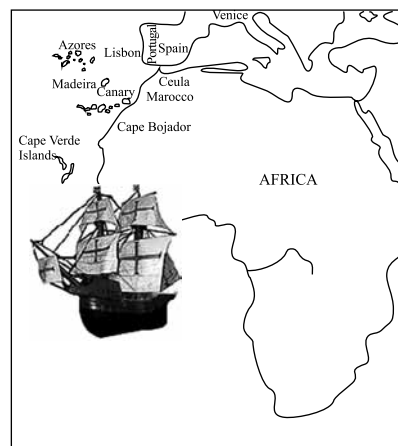 Venice
Azores
Lisbon
Portugal
Spain
Madeira
Ceula
Canary
Marocco
Cape Bojador
Cape Verde
Islands
AFRICA